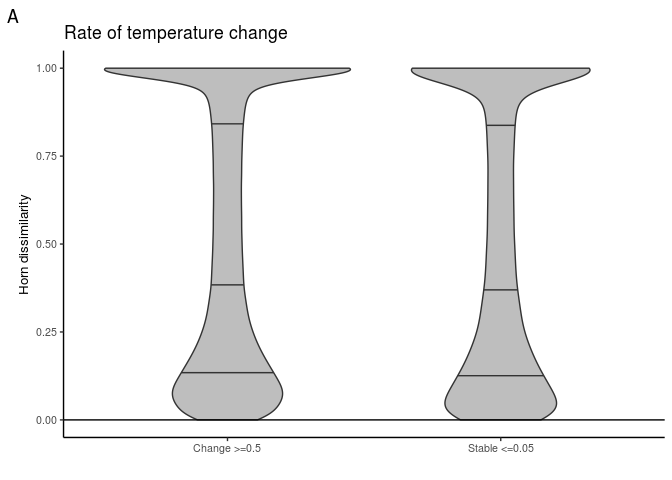 A
Rate of temperature change
1.00
0.75
0.50
0.25
0.00
Horn dissimilarity
Change >=0.5
Stable <=0.05